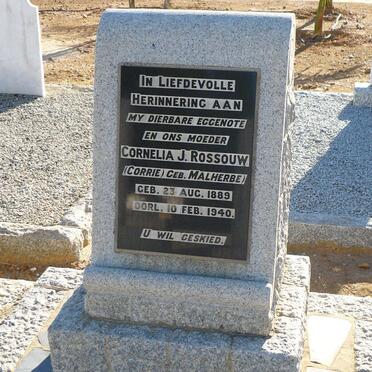 IN LIEFDEVOLLE
HERINNERING AAN
MY DIERBARE EGGENOTE
EN ONS MOEDER
CORNELIA J. ROSSOUW
(CORRIE) GEB. MALHERBE)
GEB. 23 AUG. 1889
OORL. 10 FEB. 1940.
U WIL GESKIED.